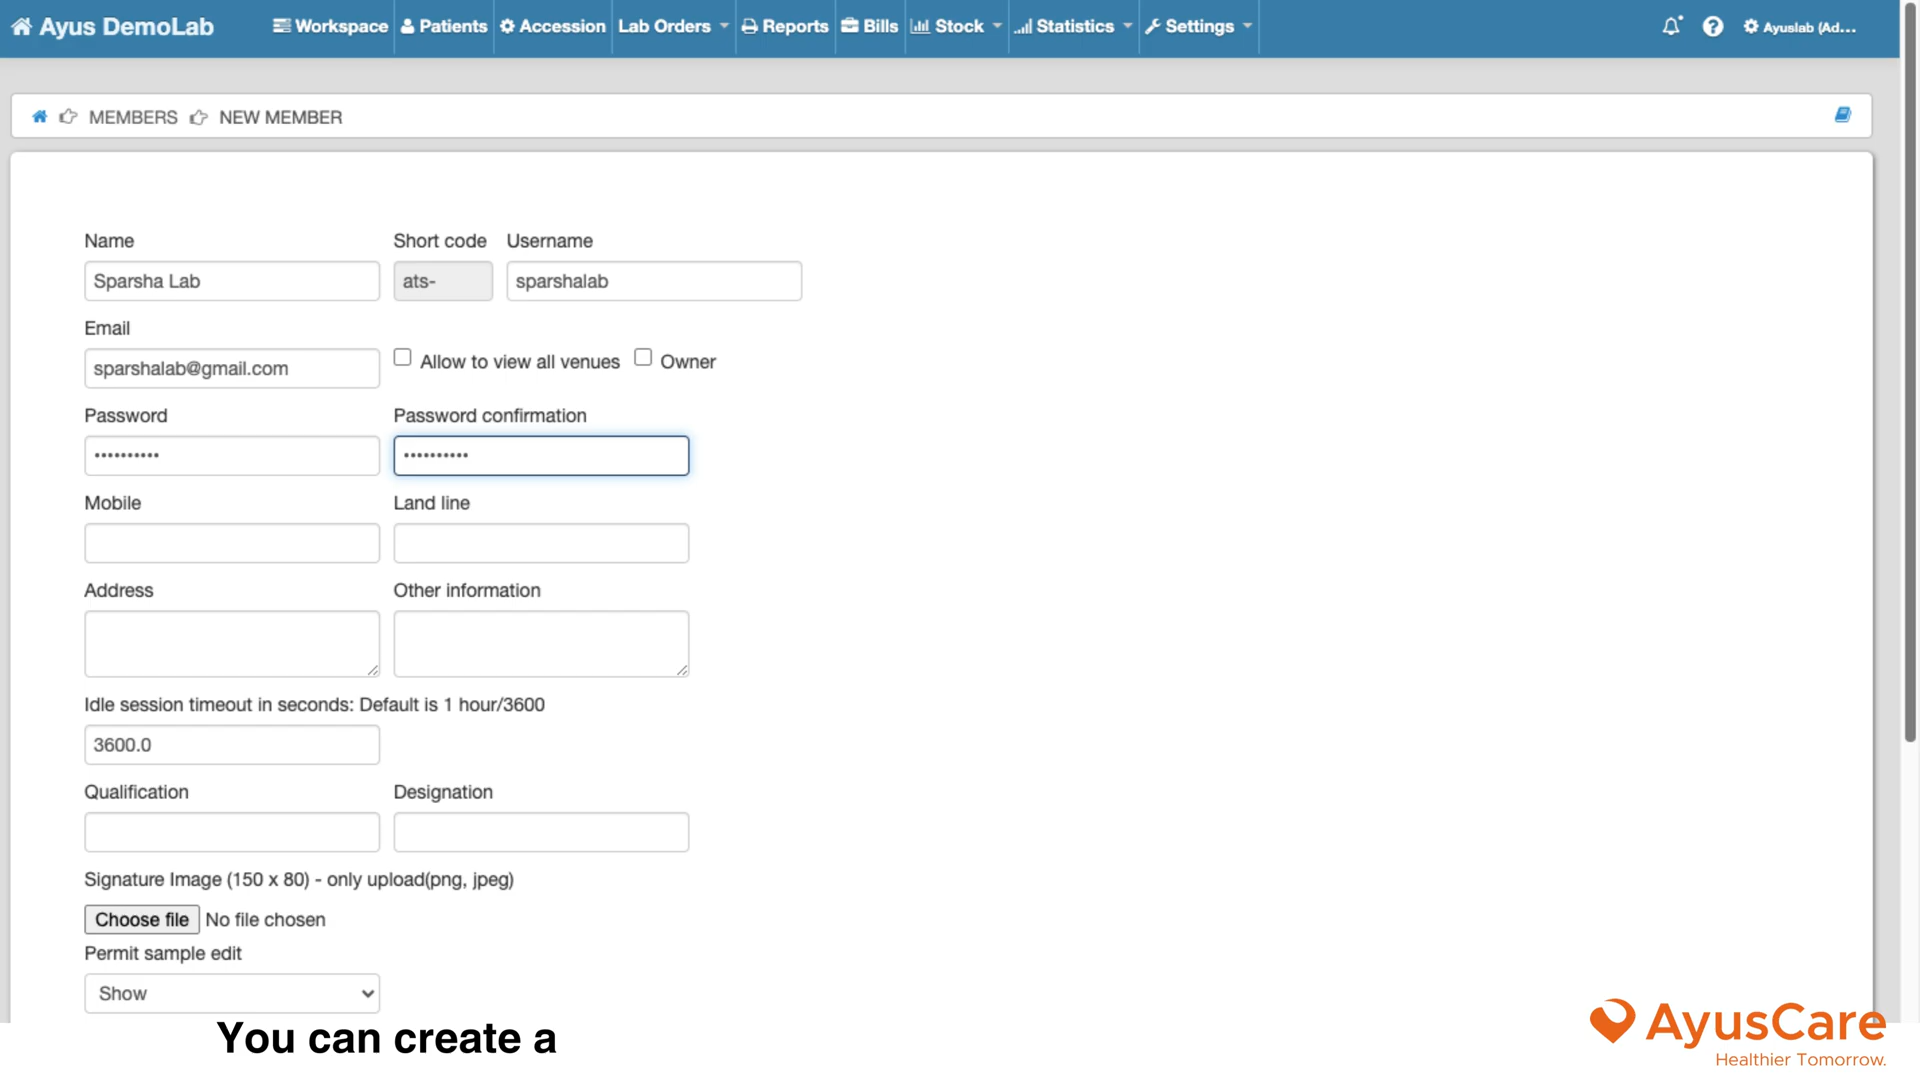 Ayus DemoLab Workspace Patients Accession Lab Orders Reports Bills Stock Statistics Settings Ayuslab (Ad...
MEMBERS NEW MEMBER
Name Short code Username
Sparsha Lab ats- sparshalab
Email
sparshalab@gmail.com Allow to view all venues Owner
Password Password confirmation
•••••••••• ••••••••••
Mobile Land line
Address Other information
Idle session timeout in seconds: Default is 1 hour/3600
3600.0
Qualification Designation
Signature Image (150 x 80) - only upload(png, jpeg)
Choose file No file chosen
Permit sample edit
Show
You can create a
AyusCare
Healthier Tomorrow.